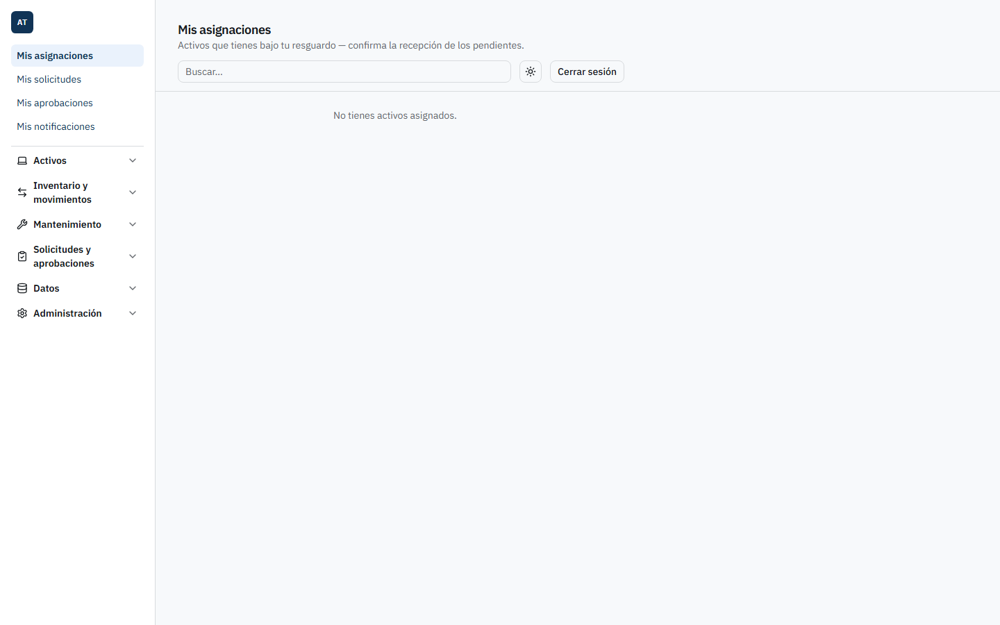 AT
Mis asignaciones
Mis solicitudes
Mis aprobaciones
Mis notificaciones
Activos
Inventario y
movimientos
Mantenimiento
Solicitudes y
aprobaciones
Datos
Administración
Mis asignaciones
Activos que tienes bajo tu resguardo — confirma la recepción de los pendientes.
Buscar...
Cerrar sesión
No tienes activos asignados.